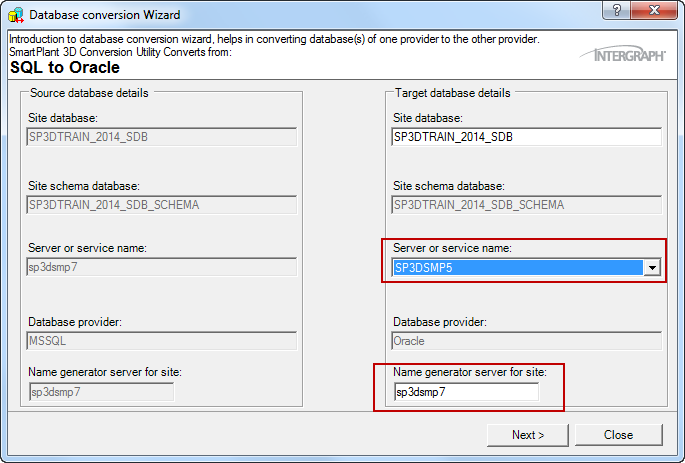 Database conversion Wizard
Introduction to database conversion wizard, helps in converting database(s) of one provider to the other provider.
SmartPlant 3D Conversion Utility Converts from:
SQL to Oracle
INTERGRAPH
Source database details
Site database:
SP3DTRAIN_2014_SDB
Site schema database:
SP3DTRAIN_2014_SDB_SCHEMA
Server or service name:
sp3dsmp7
Database provider:
MSSQL
Name generator server for site:
sp3dsmp7
Target database details
Site database:
SP3DTRAIN_2014_SDB
Site schema database:
SP3DTRAIN_2014_SDB_SCHEMA
Server or service name:
SP3DSMP5
Database provider:
Oracle
Name generator server for site:
sp3dsmp7
Next >
Close